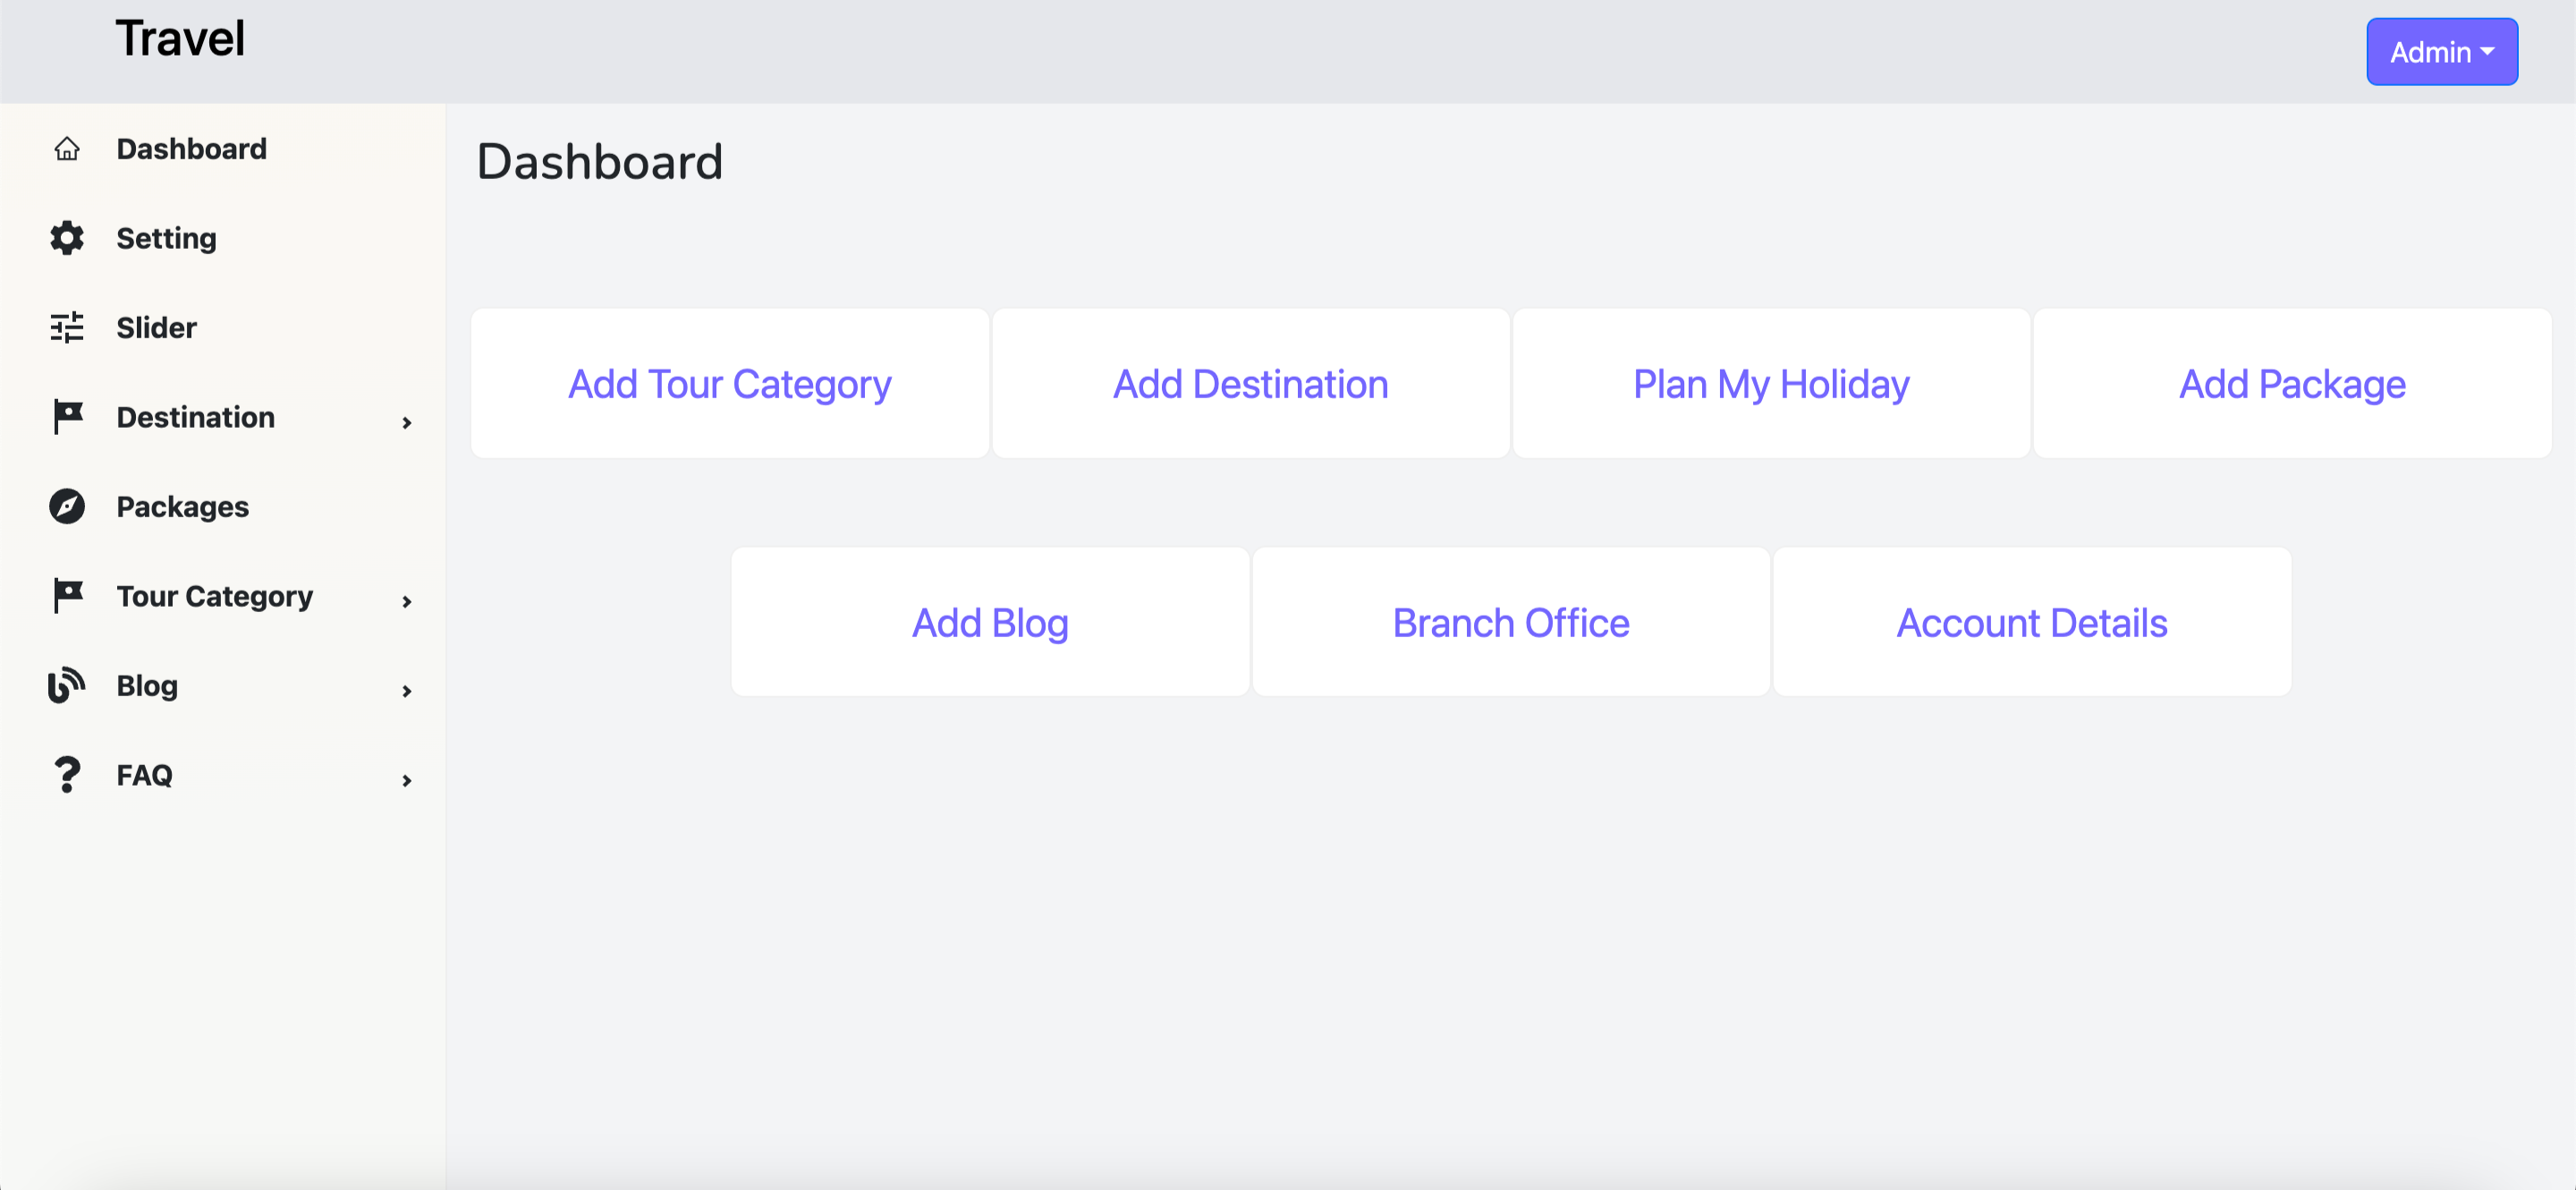 Travel
Admin
Dashboard
Setting
Slider
Destination
Packages
Tour Category
Blog
FAQ
Dashboard
Add Tour Category
Add Destination
Plan My Holiday
Add Package
Add Blog
Branch Office
Account Details